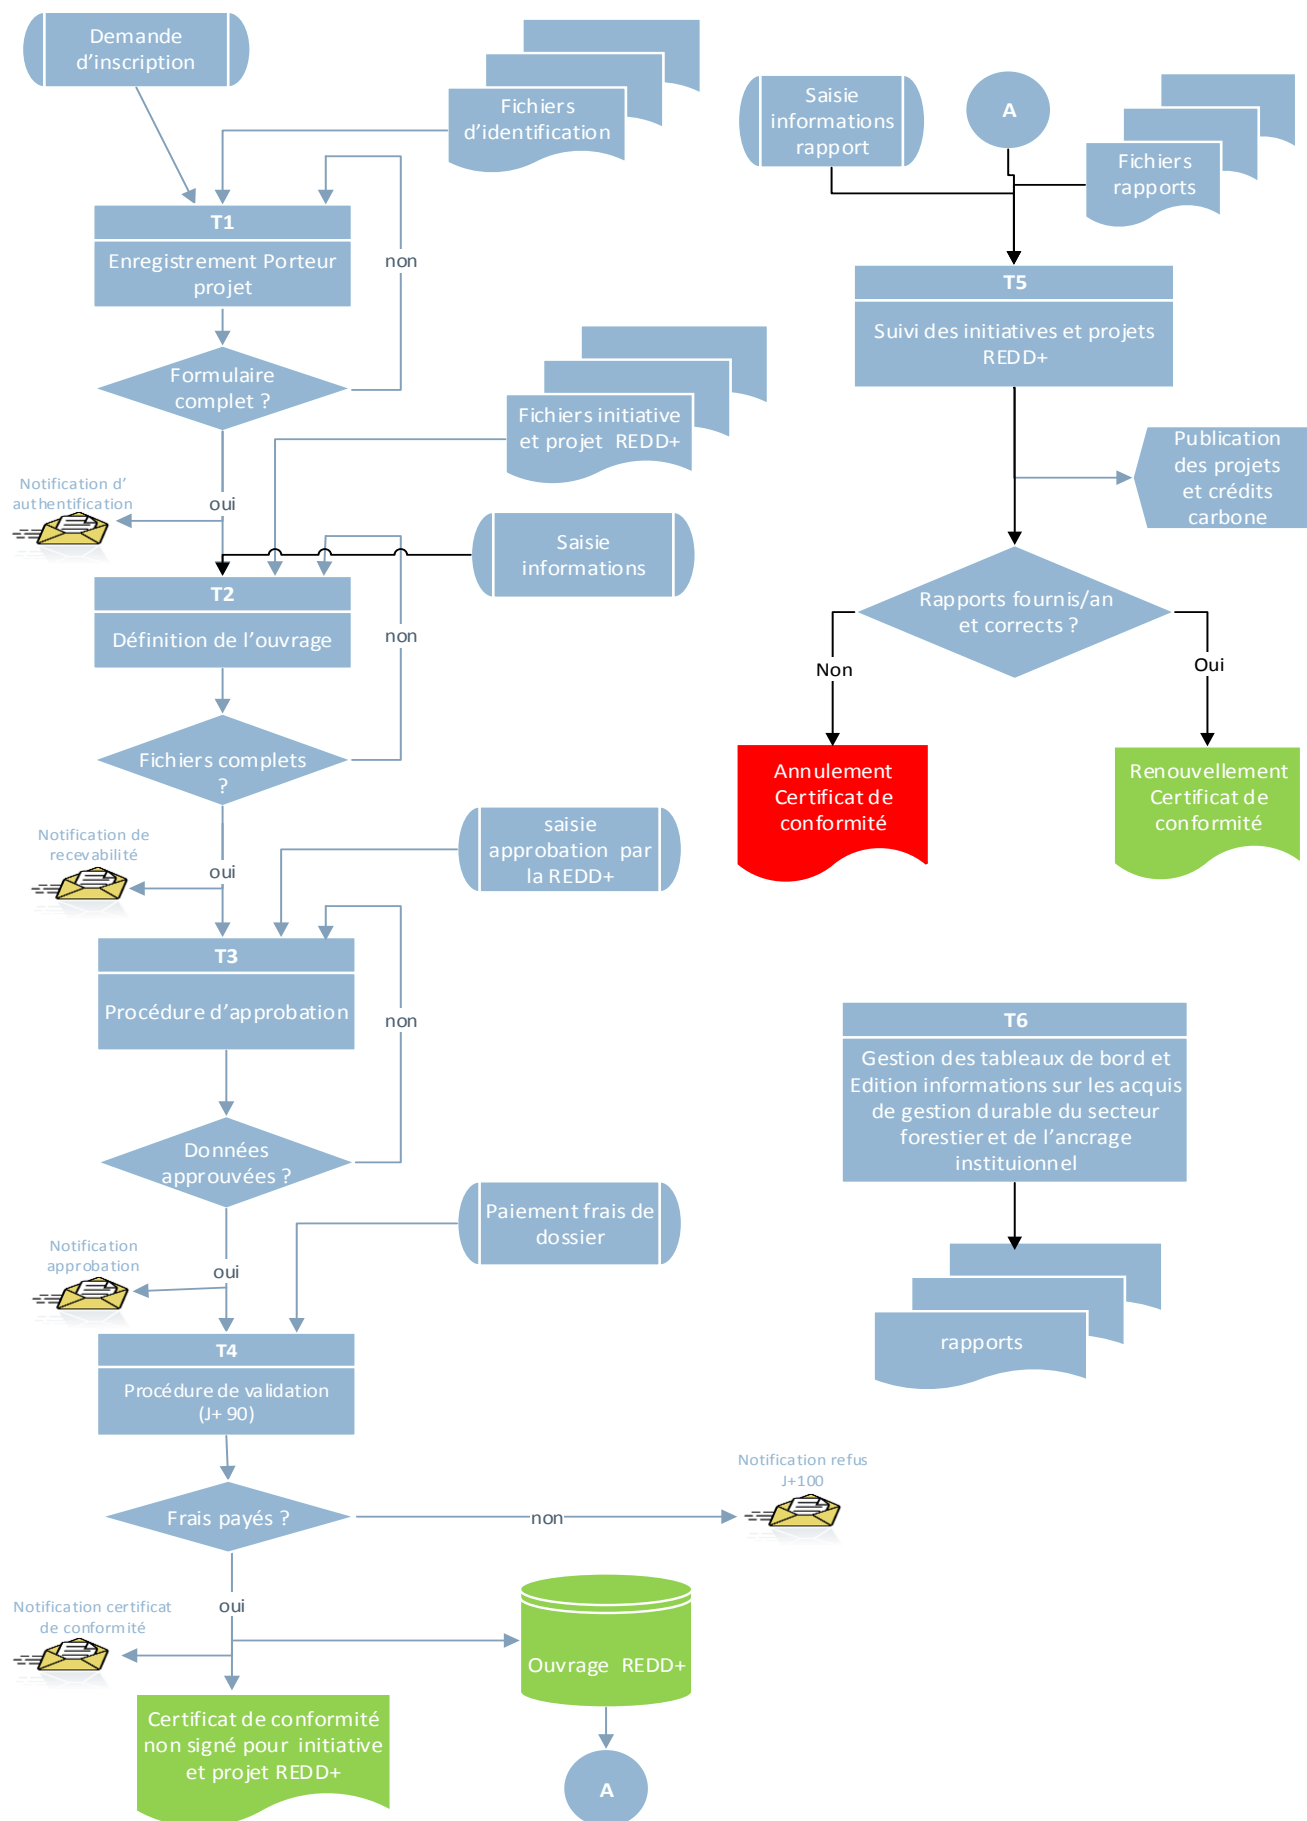 Demande
d'inscription
Fichiers
d'identification
T1
Enregistrement Porteur
projet
non
Formulaire
complet ?
Fichiers initiative
et projet REDD+
oui
Notification d'
authentification
Saisie
informations
T2
Définition de l'ouvrage
non
Fichiers complets
?
saisie
approbation par
la REDD+
Notification de
recevabilité
oui
T3
Procédure d'approbation
non
Données
approuvées ?
Paiement frais de
dossier
Notification
approbation
oui
T4
Procédure de validation
(J+ 90)
Frais payés ?
non
Notification refus
J+100
Notification certificat
de conformité
oui
Ouvrage REDD+
Certificat de conformité
non signé pour initiative
et projet REDD+
A
Saisie
informations
rapport
A
Fichiers
rapports
T5
Suivi des initiatives et projets
REDD+
Publication
des projets
et crédits
carbone
Rapports fournis/an
et corrects ?
Non
Oui
Annulement
Certificat de
conformité
Renouvellement
Certificat de
conformité
T6
Gestion des tableaux de bord et
Edition informations sur les acquis
de gestion durable du secteur
forestier et de l'ancrage
instituionnel
rapports